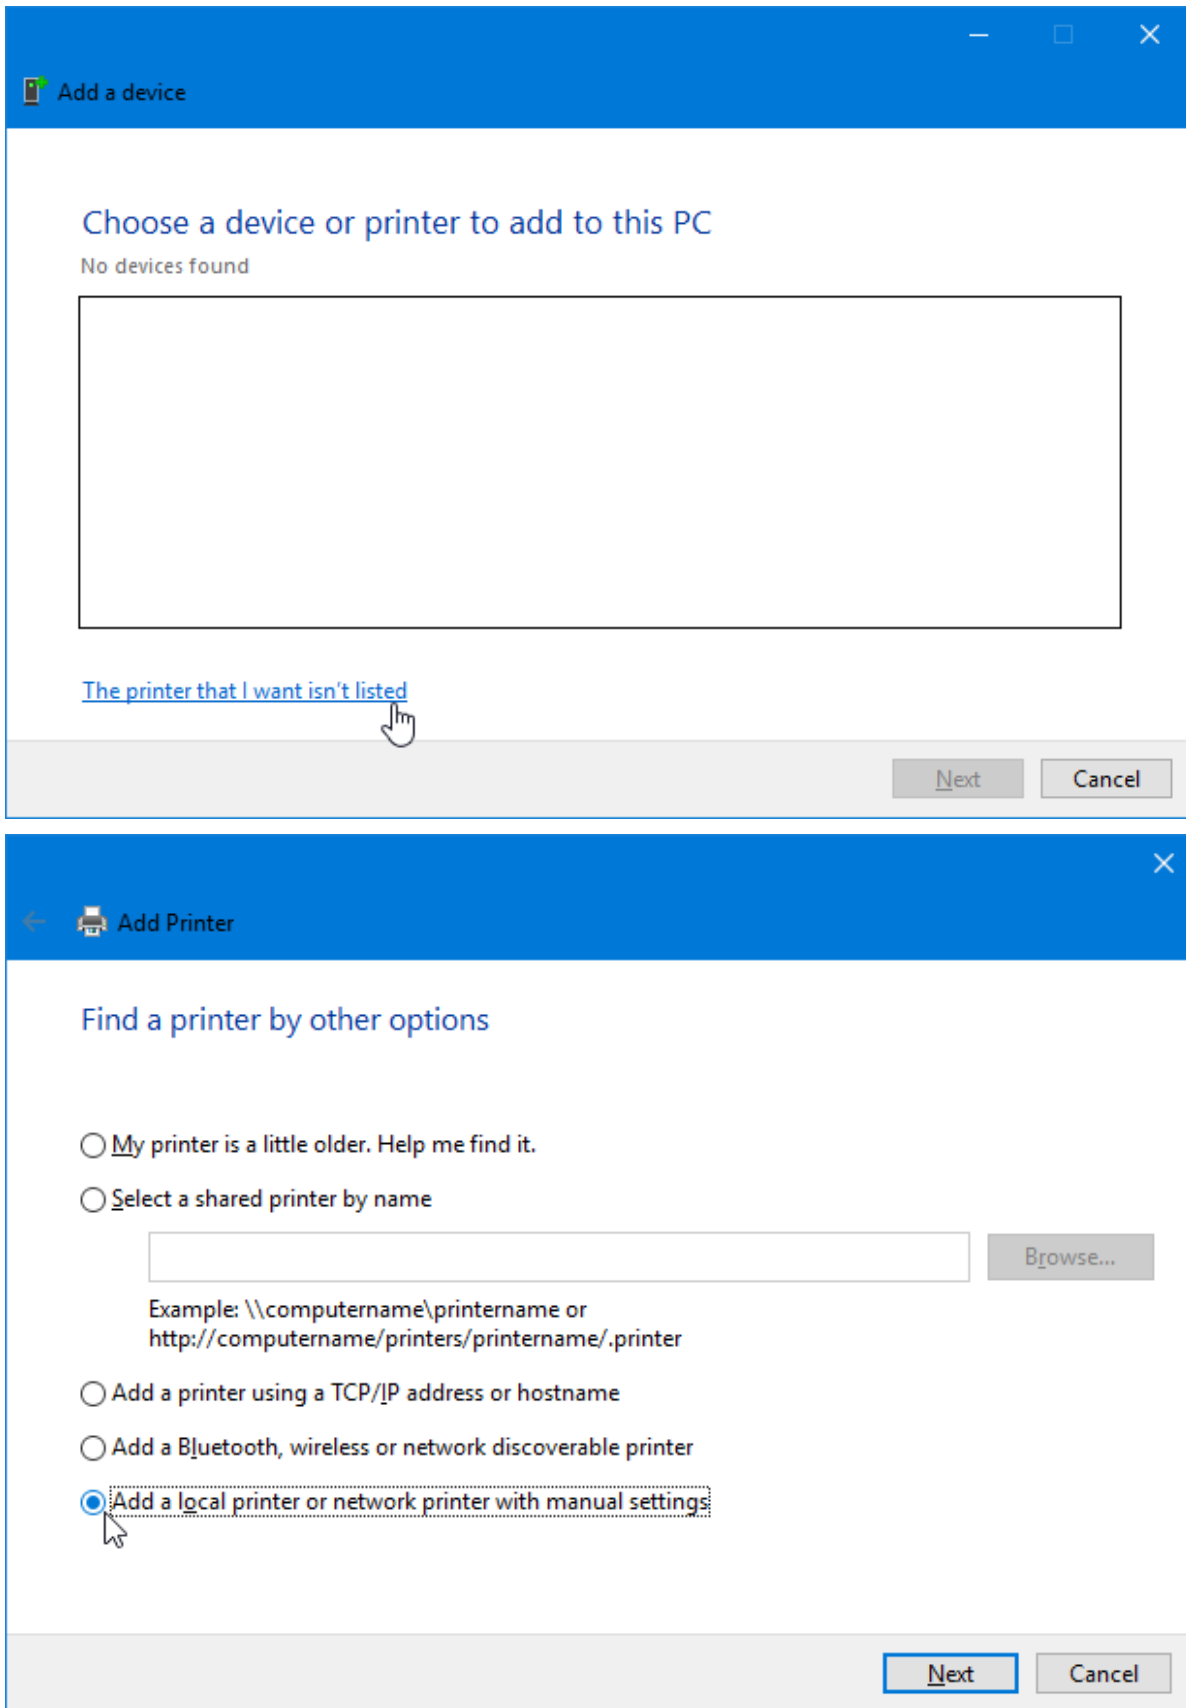 Add a device
Choose a device or printer to add to this PC
No devices found
The printer that I want isn't listed
Next
Cancel
Add Printer
Find a printer by other options
My printer is a little older. Help me find it.
Select a shared printer by name
Browse...
Example: \\computername\printername or
http://computername/printers/printername/.printer
Add a printer using a TCP/IP address or hostname
Add a Bluetooth, wireless or network discoverable printer
Add a local printer or network printer with manual settings
Next
Cancel